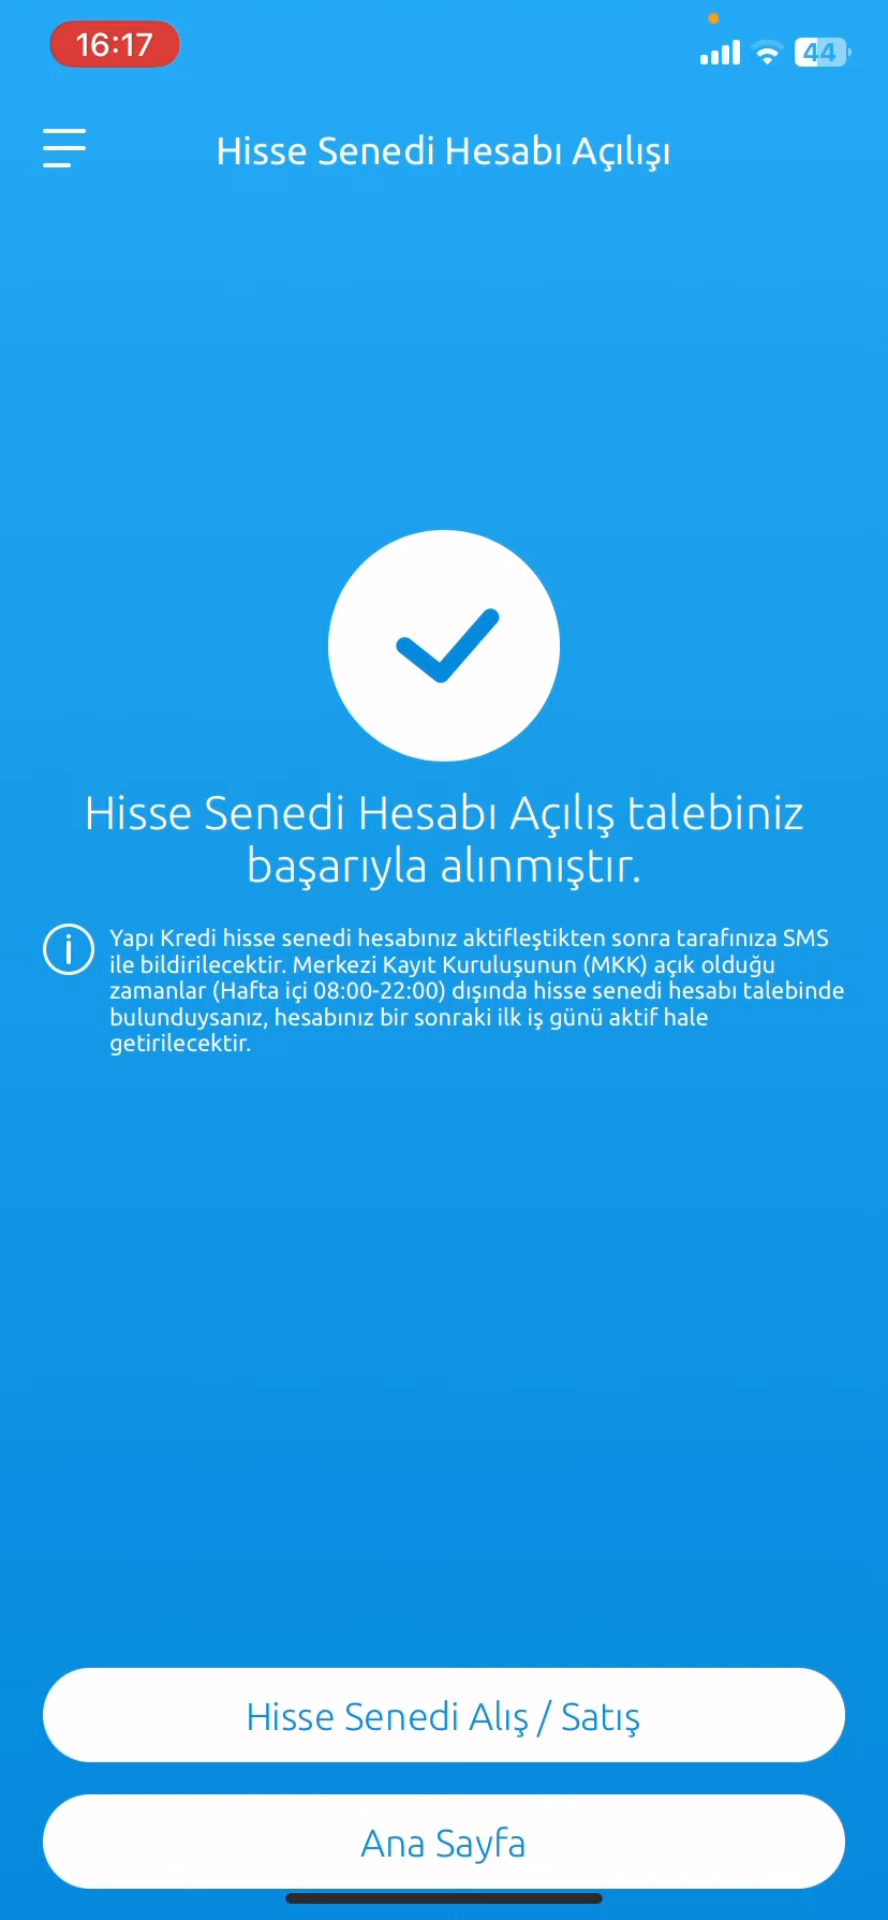 16:17
44
Hisse Senedi Hesabı Açılışı
Hisse Senedi Hesabı Açılış talebiniz
başarıyla alınmıştır.
Yapı Kredi hisse senedi hesabınız aktifleştikten sonra tarafınıza SMS
ile bildirilecektir. Merkezi Kayıt Kuruluşunun (MKK) açık olduğu
zamanlar (Hafta içi 08:00-22:00) dışında hisse senedi hesabı talebinde
bulunduysanız, hesabınız bir sonraki ilk iş günü aktif hale
getirilecektir.
Hisse Senedi Alış / Satış
Ana Sayfa